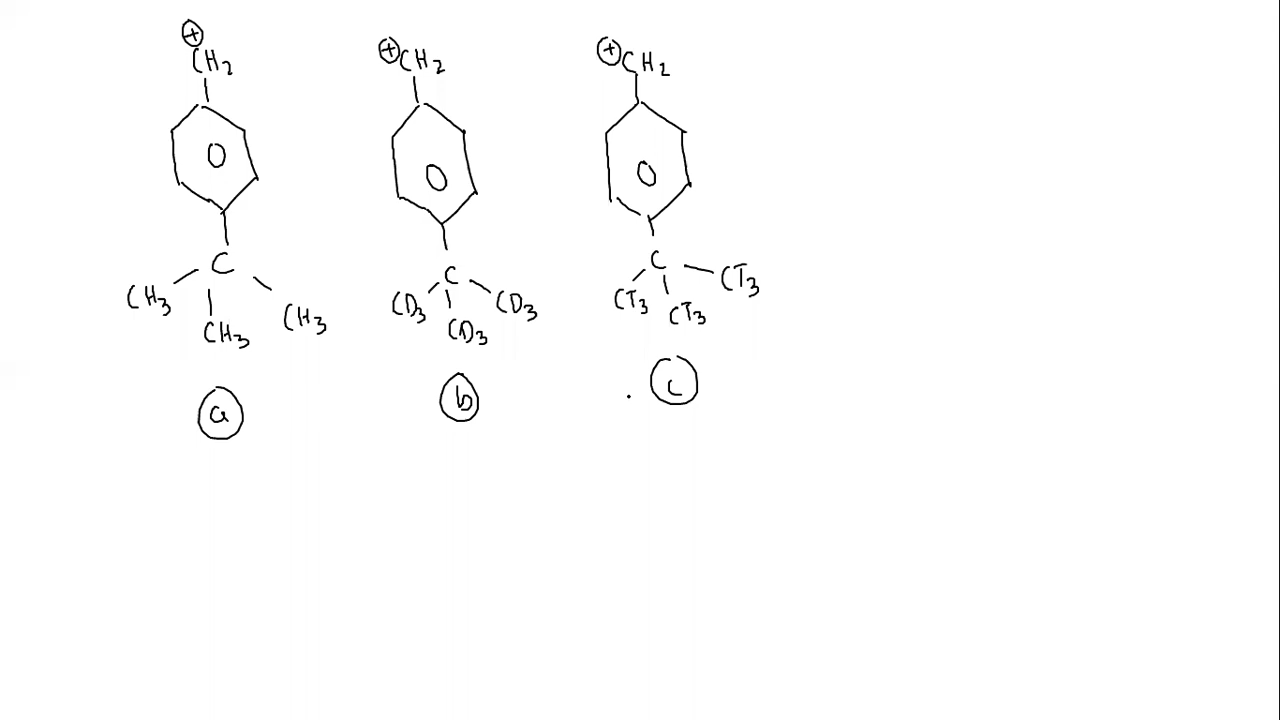 ⊕ ⊕ ⊕
CH2 CH2 CH2
O O O
C C C
CH3 CH3 CH3 CD3 CD3 CD3 CT3 CT3 CT3
a b c